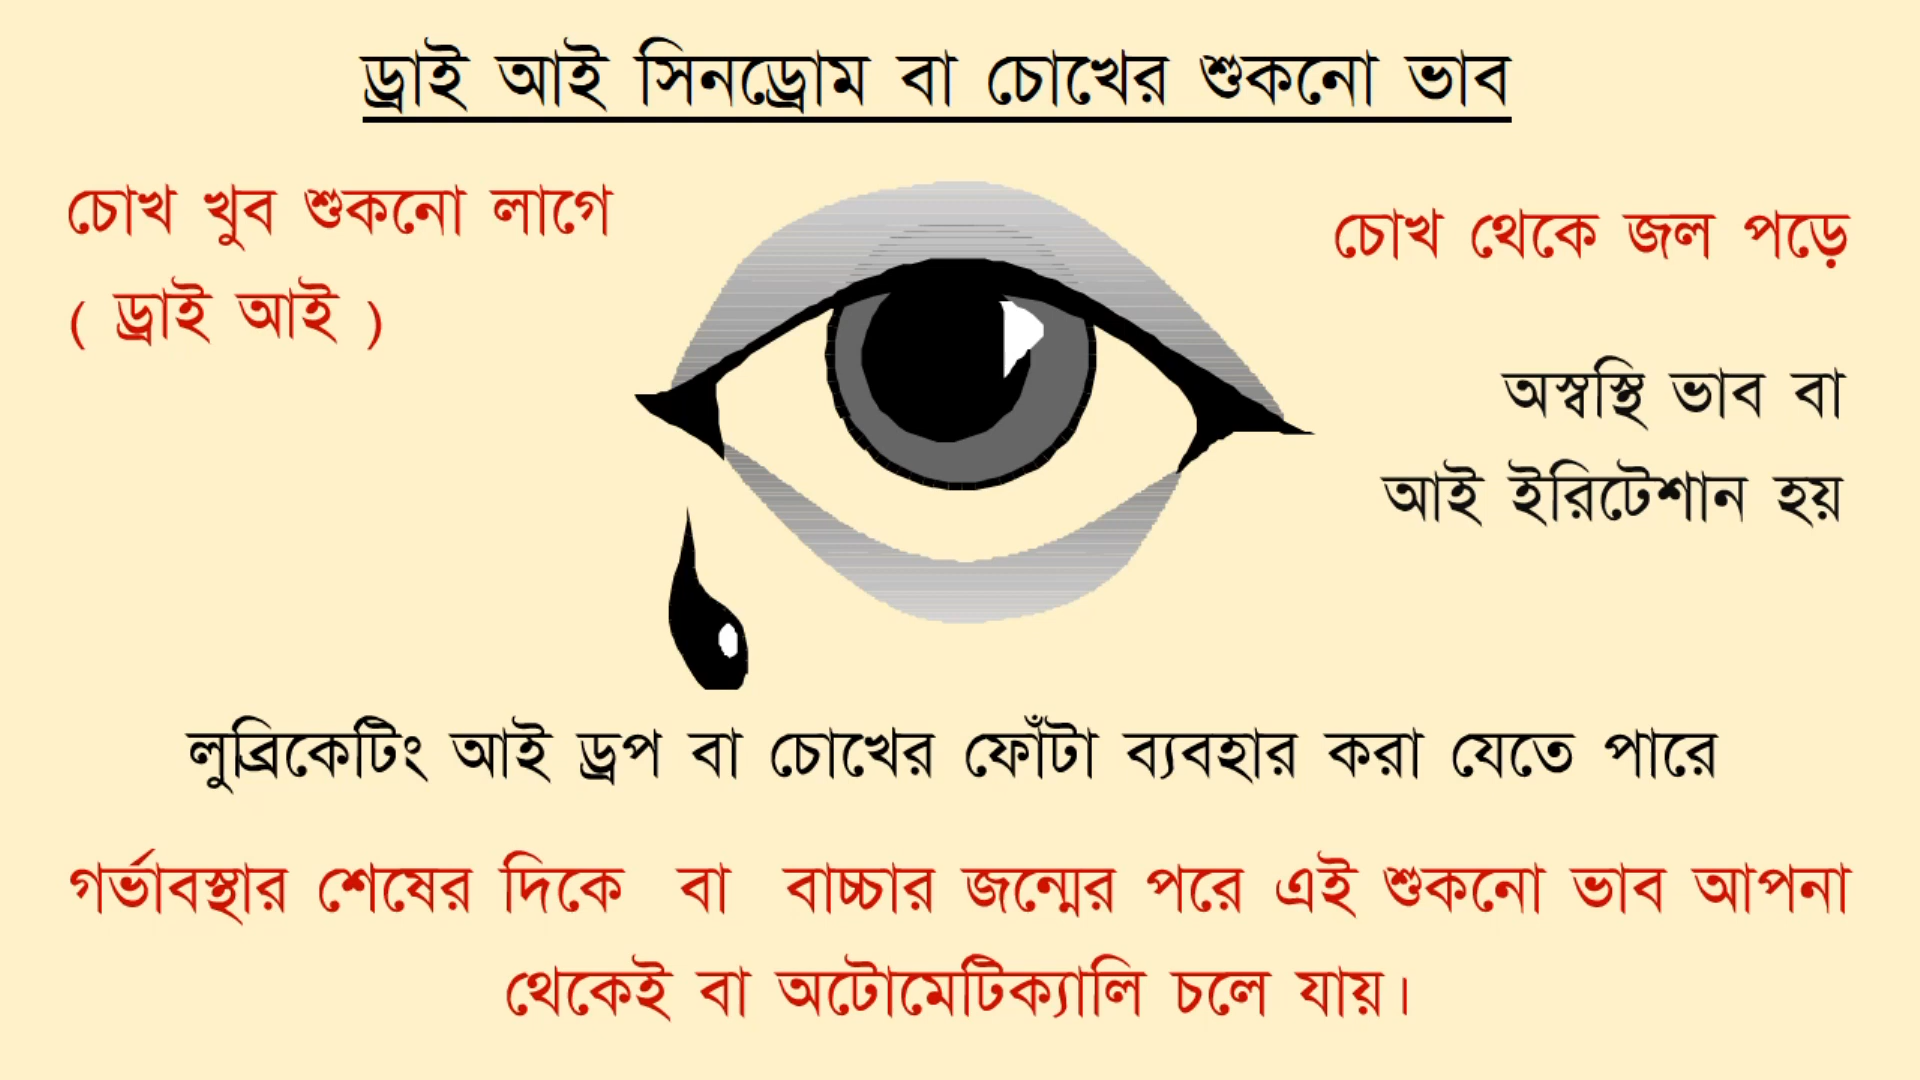 ড্রাই আই সিনড্রোম বা চোখের শুকনো ভাব
চোখ খুব শুকনো লাগে
( ড্রাই আই )
চোখ থেকে জল পড়ে
অস্বস্থি ভাব বা
আই ইরিটেশান হয়
লুব্রিকেটিং আই ড্রপ বা চোখের ফোঁটা ব্যবহার করা যেতে পারে
গর্ভাবস্থার শেষের দিকে বা বাচ্চার জন্মের পরে এই শুকনো ভাব আপনা
থেকেই বা অটোমেটিক্যালি চলে যায়।